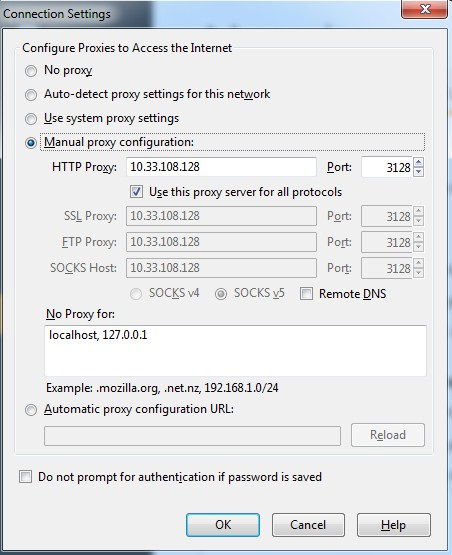 Connection Settings
Configure Proxies to Access the Internet
No proxy
Auto-detect proxy settings for this network
Use system proxy settings
Manual proxy configuration:
HTTP Proxy: 10.33.108.128 Port: 3128
Use this proxy server for all protocols
SSL Proxy: 10.33.108.128 Port: 3128
FTP Proxy: 10.33.108.128 Port: 3128
SOCKS Host: 10.33.108.128 Port: 3128
SOCKS v4 SOCKS v5 Remote DNS
No Proxy for:
localhost, 127.0.0.1
Example: .mozilla.org, .net.nz, 192.168.1.0/24
Automatic proxy configuration URL:
Reload
Do not prompt for authentication if password is saved
OK Cancel Help